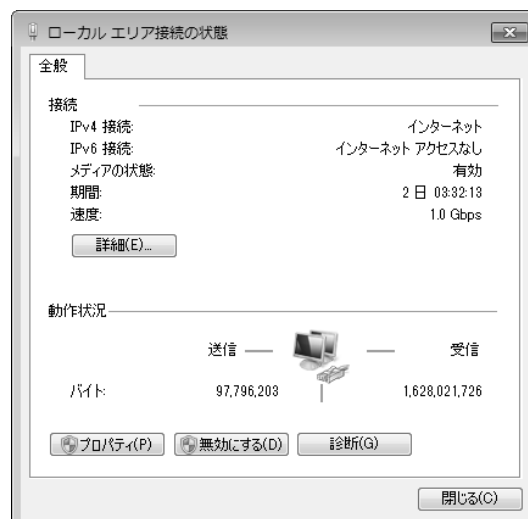 ローカル エリア接続の状態
全般
接続
IPv4 接続: インターネット
IPv6 接続: インターネット アクセスなし
メディアの状態: 有効
期間: 2 日 03:32:13
速度: 1.0 Gbps
詳細(E)...
動作状況
送信 受信
バイト: 97,796,203 1,628,021,726
プロパティ(P) 無効にする(D) 診断(G)
閉じる(C)